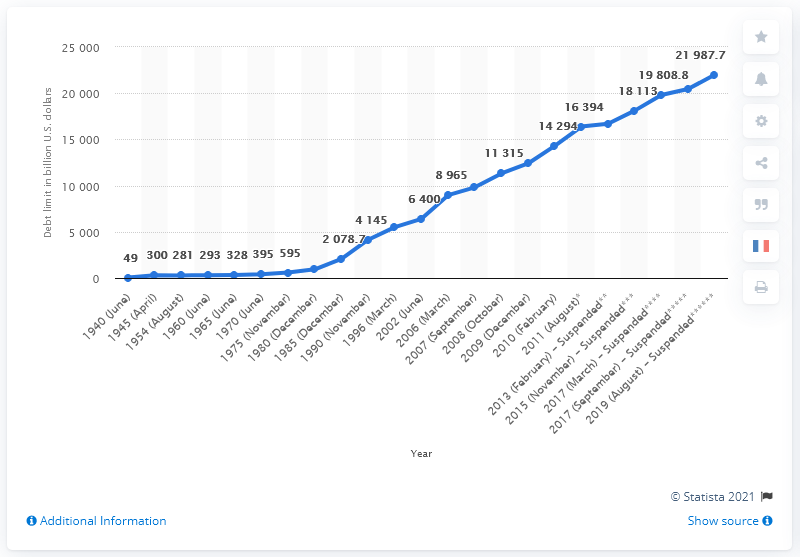 Debt limit in billion U.S. dollars
25 000
20 000
15 000
10 000
5 000
0
49
300
281
293
328
395
595
2 078.7
4 145
6 400
8 965
11 315
14 294
16 394
18 113
19 808.8
21 987.7
1940 (June)
1945 (April)
1954 (August)
1960 (June)
1965 (June)
1970 (June)
1975 (November)
1980 (December)
1985 (December)
1990 (November)
1996 (March)
2002 (June)
2006 (March)
2007 (September)
2008 (October)
2009 (December)
2010 (February)
2011 (August)*
2013 (February) – Suspended**
2015 (November) – Suspended***
2017 (March) – Suspended****
2017 (September) – Suspended*****
2019 (August) – Suspended******
Year
© Statista 2021
Additional Information
Show source